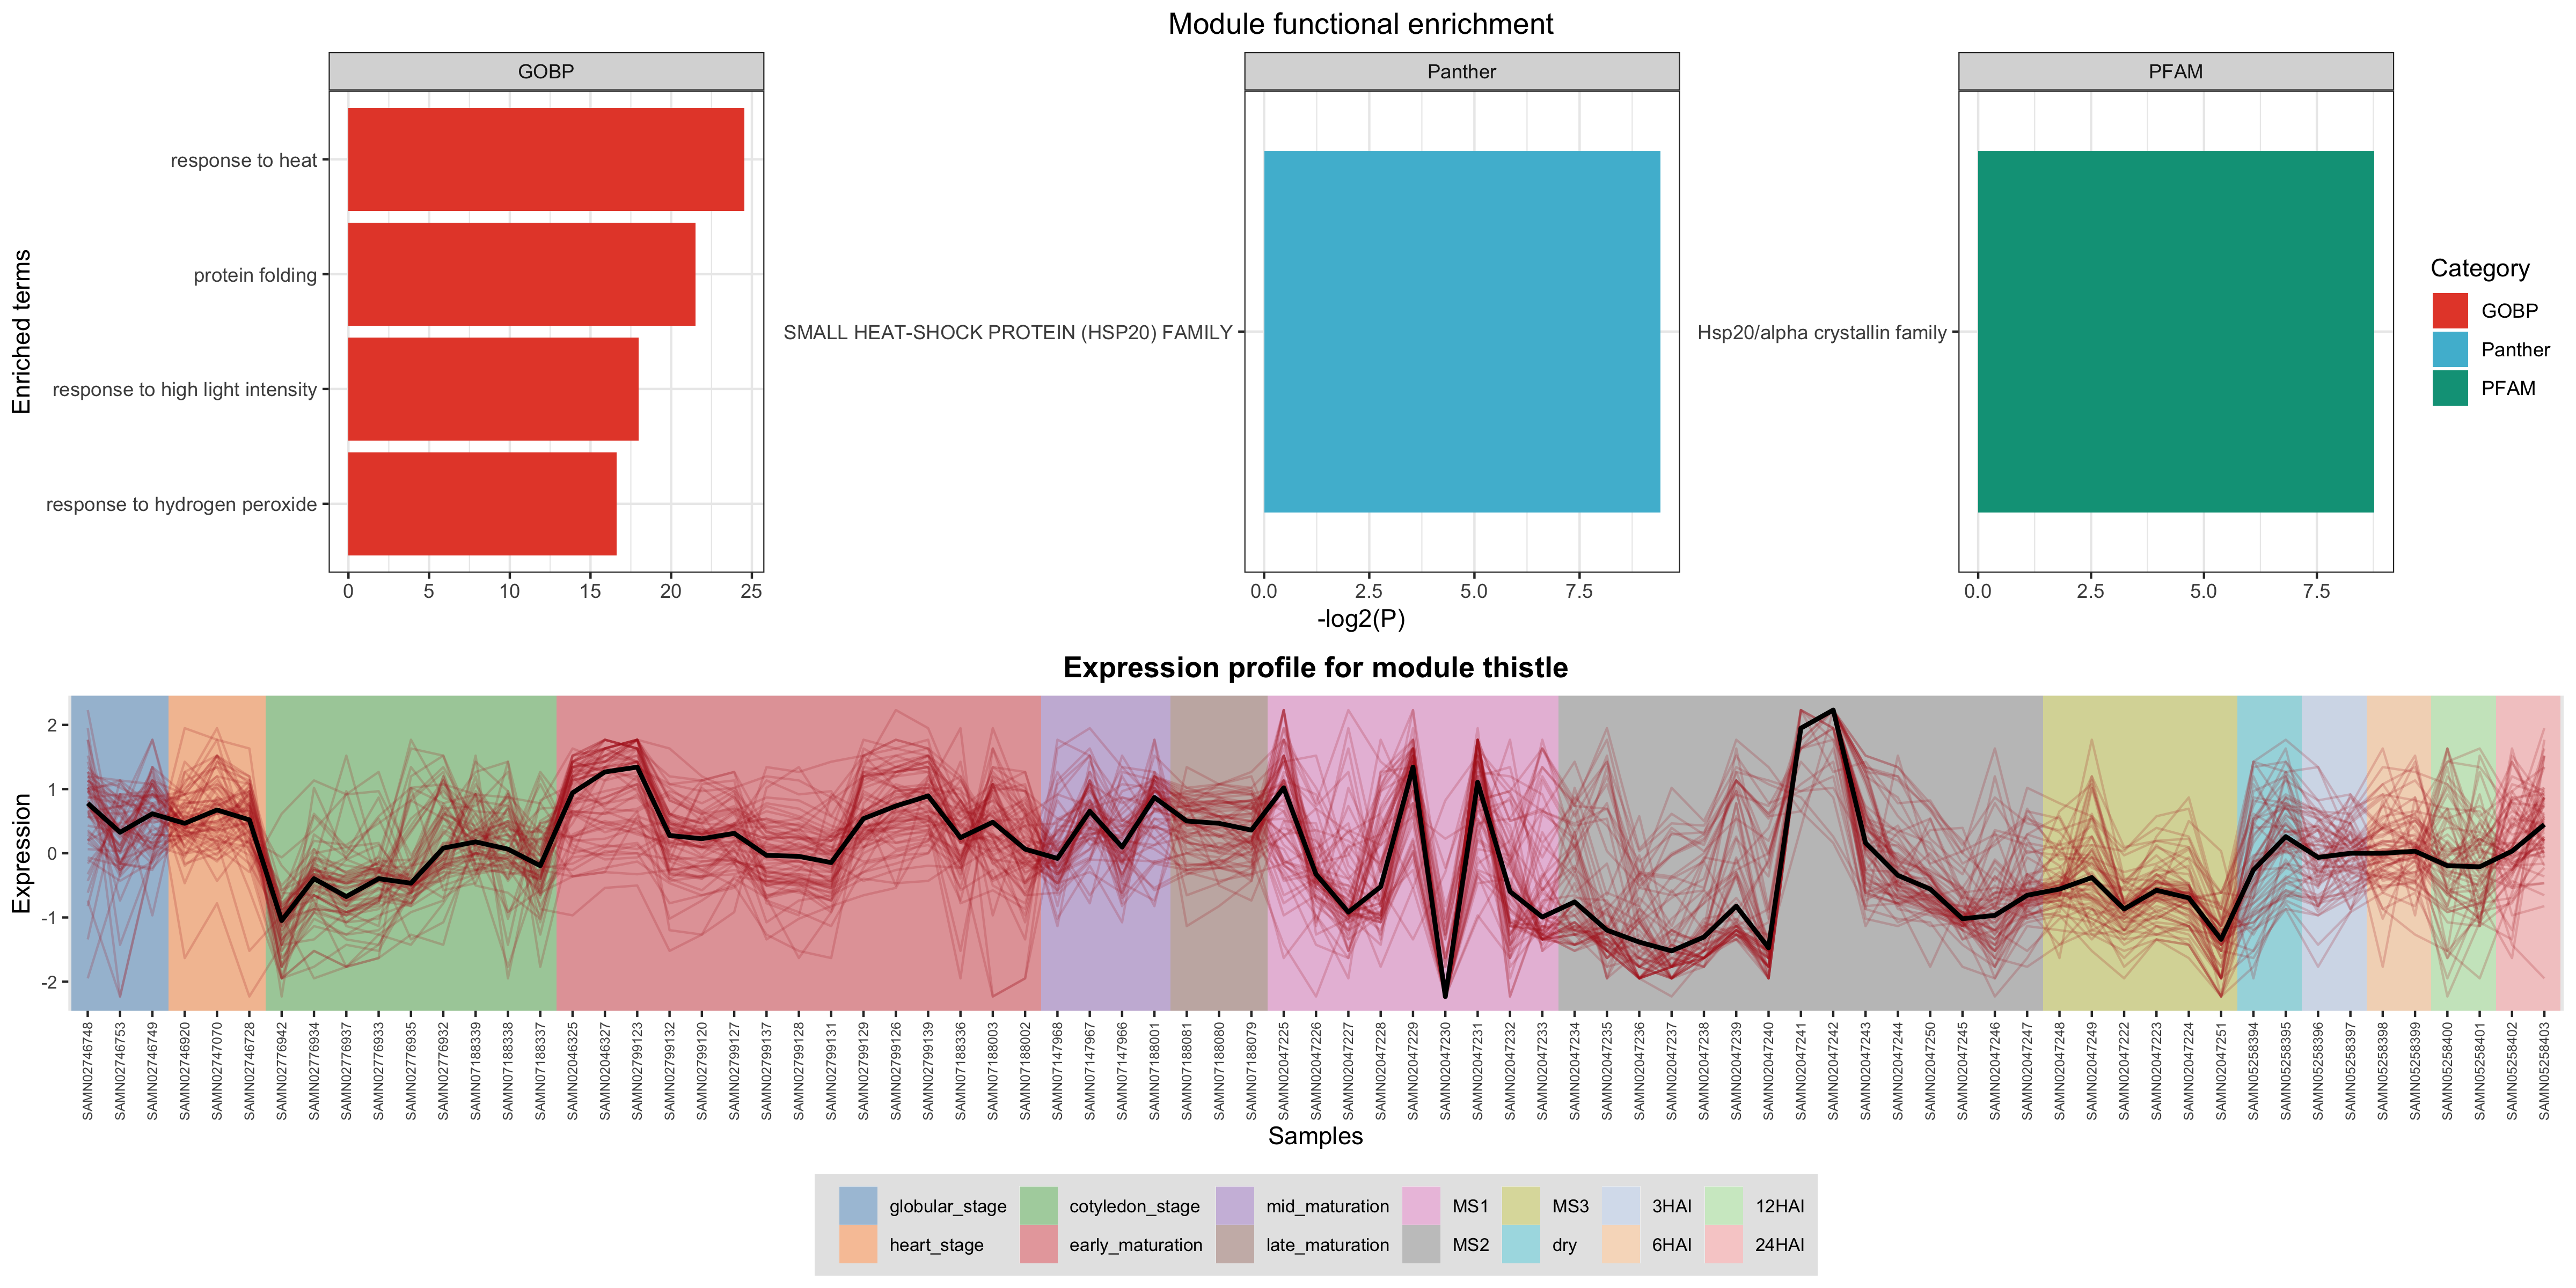 Module functional enrichment
GOBP
Panther
PFAM
Enriched terms
response to heat
protein folding
response to high light intensity
response to hydrogen peroxide
SMALL HEAT-SHOCK PROTEIN (HSP20) FAMILY
Hsp20/alpha crystallin family
0 5 10 15 20 25
0.0 2.5 5.0 7.5
0.0 2.5 5.0 7.5
-log2(P)
Category
GOBP
Panther
PFAM
Expression profile for module thistle
Expression
2
1
0
-1
-2
SAMN02746748
SAMN02746753
SAMN02746749
SAMN02746920
SAMN02747070
SAMN02746728
SAMN02776942
SAMN02776934
SAMN02776937
SAMN02776933
SAMN02776935
SAMN02776932
SAMN07188339
SAMN07188338
SAMN07188337
SAMN02046325
SAMN02046327
SAMN02799123
SAMN02799132
SAMN02799120
SAMN02799127
SAMN02799137
SAMN02799128
SAMN02799131
SAMN02799129
SAMN02799126
SAMN02799139
SAMN07188336
SAMN07188003
SAMN07188002
SAMN07147968
SAMN07147967
SAMN07147966
SAMN07188001
SAMN07188081
SAMN07188080
SAMN07188079
SAMN02047225
SAMN02047226
SAMN02047227
SAMN02047228
SAMN02047229
SAMN02047230
SAMN02047231
SAMN02047232
SAMN02047233
SAMN02047234
SAMN02047235
SAMN02047236
SAMN02047237
SAMN02047238
SAMN02047239
SAMN02047240
SAMN02047241
SAMN02047242
SAMN02047243
SAMN02047244
SAMN02047250
SAMN02047245
SAMN02047246
SAMN02047247
SAMN02047248
SAMN02047249
SAMN02047222
SAMN02047223
SAMN02047224
SAMN02047251
SAMN05258394
SAMN05258395
SAMN05258396
SAMN05258397
SAMN05258398
SAMN05258399
SAMN05258400
SAMN05258401
SAMN05258402
SAMN05258403
Samples
globular_stage cotyledon_stage mid_maturation MS1 MS3 3HAI 12HAI
heart_stage early_maturation late_maturation MS2 dry 6HAI 24HAI